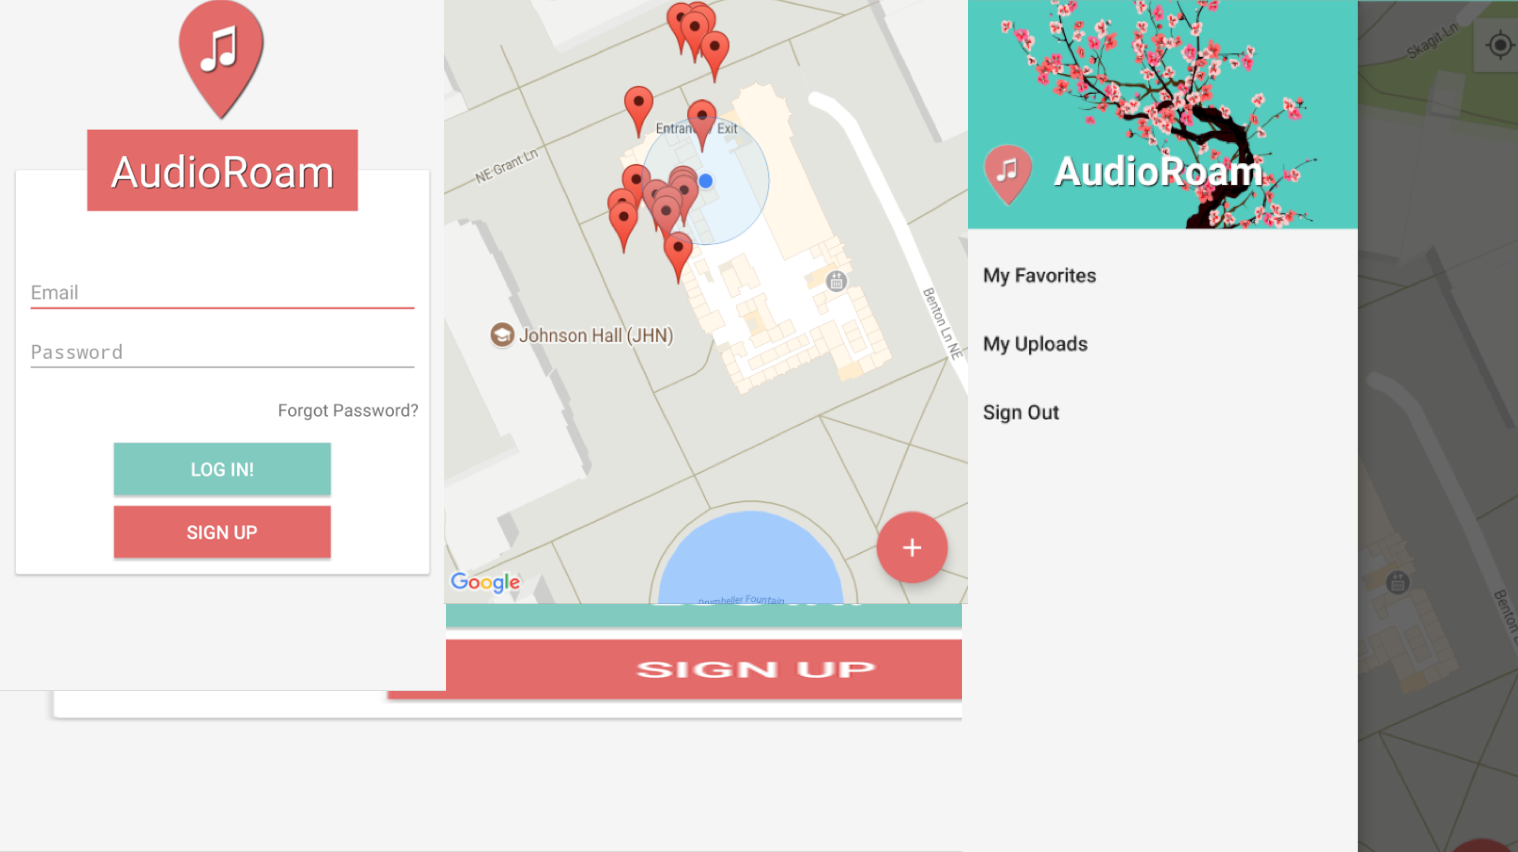 AudioRoam
Email
Password
Forgot Password?
LOG IN!
SIGN UP
NE Grant Ln
Exit
Johnson Hall (JHN)
Benton Ln NE
Google
Drumheller Fountain
SIGN UP
AudioRoam
My Favorites
My Uploads
Sign Out
Skagit Ln
Benton